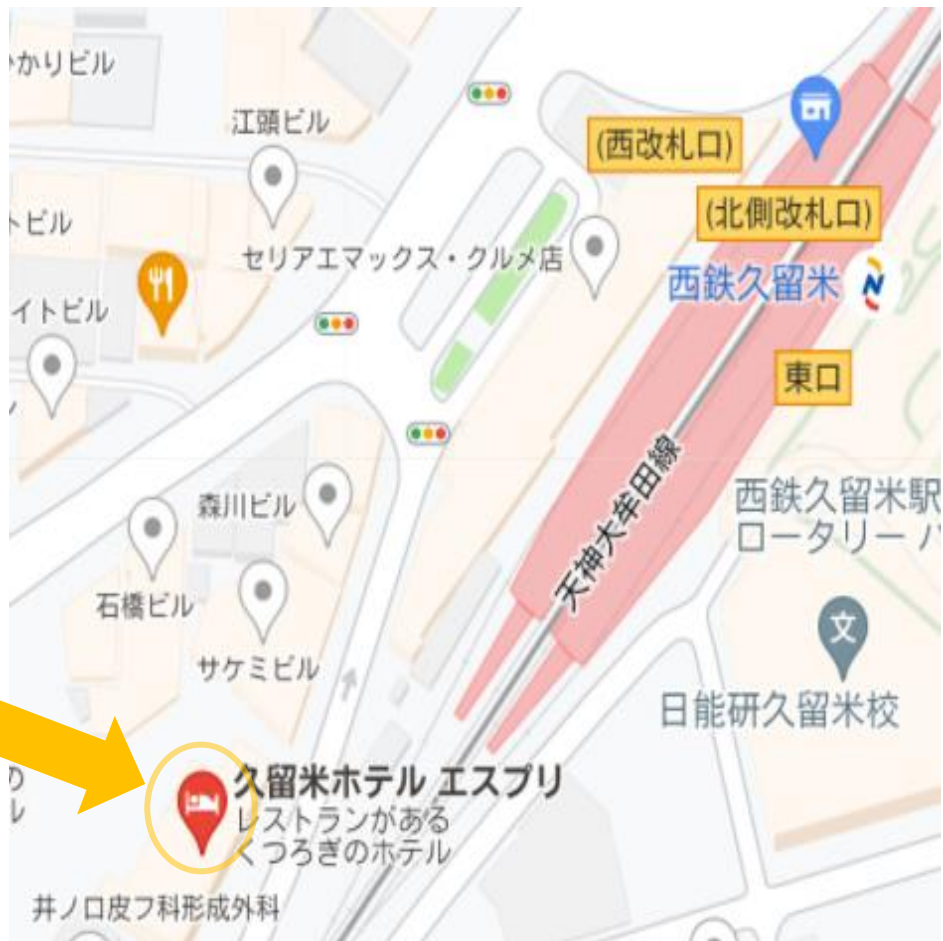 かりビル
江頭ビル
(西改札口)
トビル
(北側改札口)
セリアエマックス・クルメ店
西鉄久留米
イトビル
東口
天神大牟田線
森川ビル
西鉄久留米駅
ロータリー
石橋ビル
文
サケミビル
日能研久留米校
久留米ホテル エスプリ
レストランがある
くつろぎのホテル
の
ル
井ノ口皮フ科形成外科